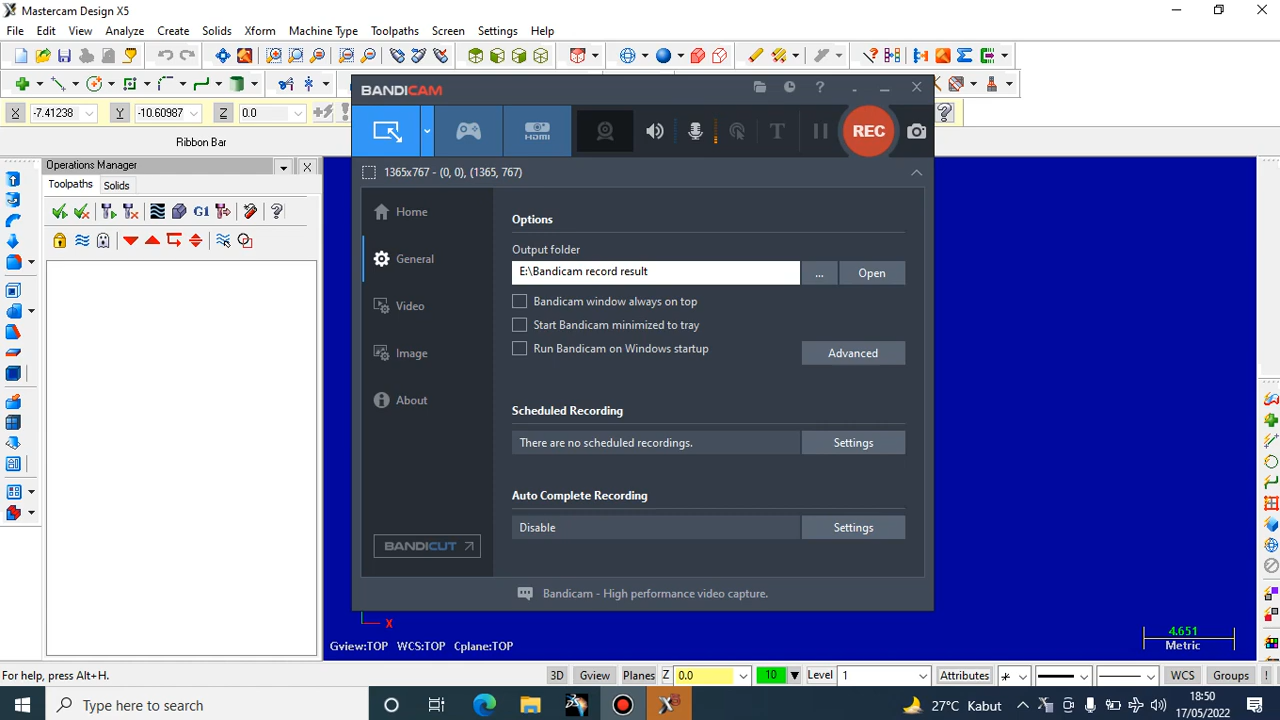 Mastercam Design X5
File Edit View Analyze Create Solids Xform Machine Type Toolpaths Screen Settings Help
X -7.41238 Y -10.60987 Z 0.0
Ribbon Bar
Operations Manager
Toolpaths Solids
G1
BANDICAM
HDMI
T
REC
1365x767 - (0, 0), (1365, 767)
Home
General
Video
Image
About
BANDICUT
Options
Output folder
E:\Bandicam record result ... Open
Bandicam window always on top
Start Bandicam minimized to tray
Run Bandicam on Windows startup
Advanced
Scheduled Recording
There are no scheduled recordings. Settings
Auto Complete Recording
Disable Settings
Bandicam - High performance video capture.
X
Gview:TOP WCS:TOP Cplane:TOP
4.651
Metric
For help, press Alt+H. 3D Gview Planes Z 0.0 10 Level 1 Attributes WCS Groups !
Type here to search
27°C Kabut
18:50
17/05/2022